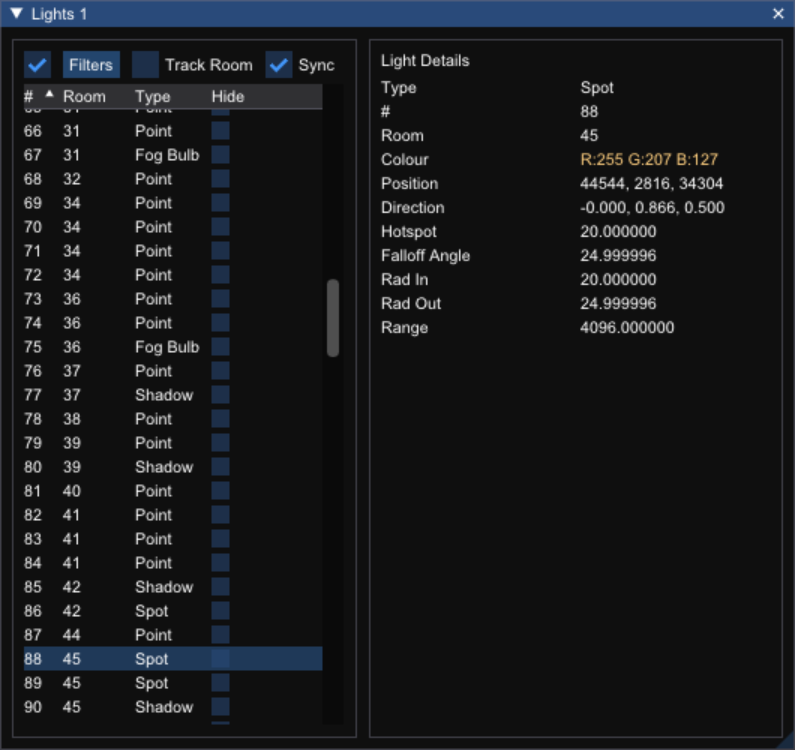 Lights 1
Filters Track Room Sync
# Room Type Hide
66 31 Point
67 31 Fog Bulb
68 32 Point
69 34 Point
70 34 Point
71 34 Point
72 34 Point
73 36 Point
74 36 Point
75 36 Fog Bulb
76 37 Point
77 37 Shadow
78 38 Point
79 39 Point
80 39 Shadow
81 40 Point
82 41 Point
83 41 Point
84 41 Point
85 42 Shadow
86 42 Spot
87 44 Point
88 45 Spot
89 45 Spot
90 45 Shadow
Light Details
Type Spot
# 88
Room 45
Colour R:255 G:207 B:127
Position 44544, 2816, 34304
Direction -0.000, 0.866, 0.500
Hotspot 20.000000
Falloff Angle 24.999996
Rad In 20.000000
Rad Out 24.999996
Range 4096.000000